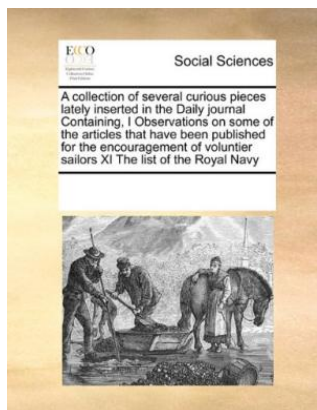 ECCO
Social Sciences
A collection of several curious pieces
lately inserted in the Daily journal
Containing, I Observations on some of
the articles that have been published
for the encouragement of voluntier
sailors XI The list of the Royal Navy